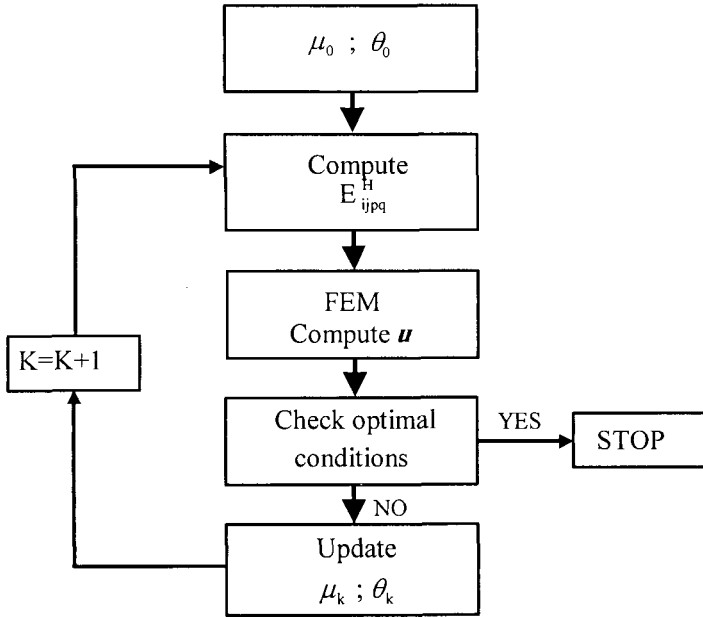 μ₀ ; θ₀
Compute
E^H_ijpq
FEM
Compute u
K=K+1
Check optimal
conditions
YES
STOP
NO
Update
μₖ ; θₖ